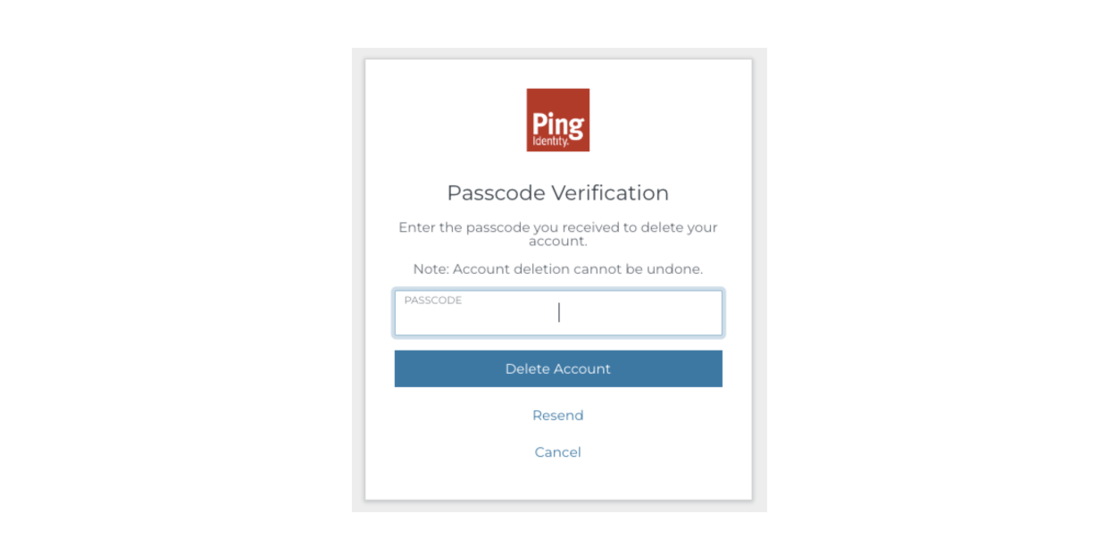 Ping
Identity.
Passcode Verification
Enter the passcode you received to delete your
account.
Note: Account deletion cannot be undone.
PASSCODE
Delete Account
Resend
Cancel